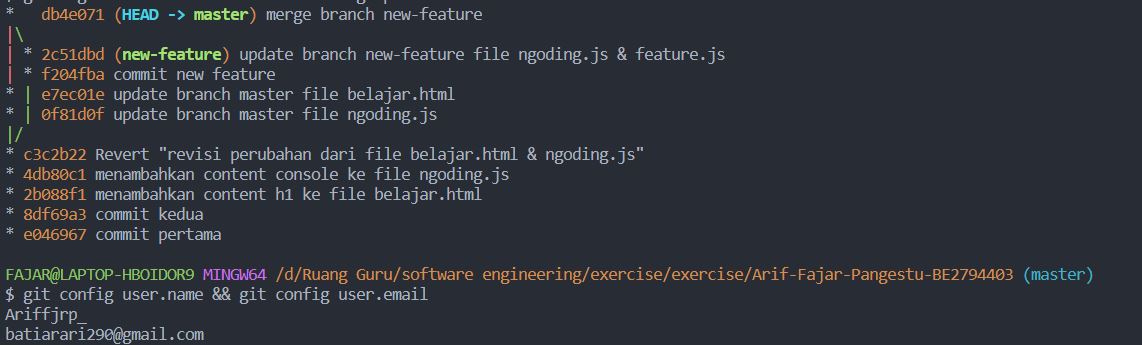 *   db4e071 (HEAD -> master) merge branch new-feature
|\
| * 2c51dbd (new-feature) update branch new-feature file ngoding.js & feature.js
| * f204fba commit new feature
* | e7ec01e update branch master file belajar.html
* | 0f81d0f update branch master file ngoding.js
|/
* c3c2b22 Revert "revisi perubahan dari file belajar.html & ngoding.js"
* 4db80c1 menambahkan content console ke file ngoding.js
* 2b088f1 menambahkan content h1 ke file belajar.html
* 8df69a3 commit kedua
* e046967 commit pertama
FAJAR@LAPTOP-HBOIDOR9 MINGW64 /d/Ruang Guru/software engineering/exercise/exercise/Arif-Fajar-Pangestu-BE2794403 (master)
$ git config user.name && git config user.email
Ariffjrp_
batiarari290@gmail.com